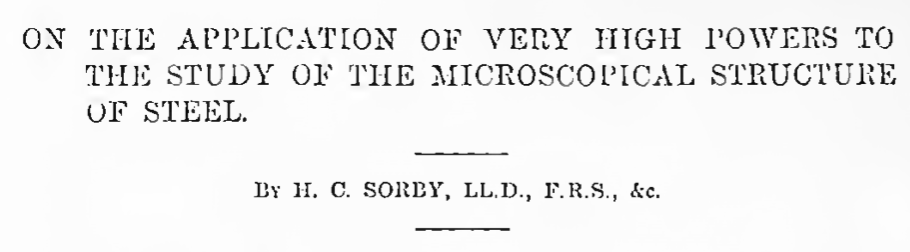 ON THE APPLICATION OF VERY HIGH POWERS TO
THE STUDY OF THE MICROSCOPICAL STRUCTURE
OF STEEL.
By H. C. SORBY, LL.D., F.R.S., &c.